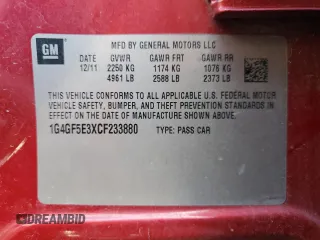 GM
MFD BY GENERAL MOTORS LLC
DATE GVWR GAWR FRT GAWR RR
12/11 2250 KG 1174 KG 1076 KG
4961 LB 2588 LB 2373 LB
THIS VEHICLE CONFORMS TO ALL APPLICABLE U.S. FEDERAL MOTOR
VEHICLE SAFETY, BUMPER, AND THEFT PREVENTION STANDARDS
IN EFFECT ON THE DATE OF MANUFACTURE SHOWN ABOVE.
1G4GF5E3XCF233880 TYPE: PASS CAR
DREAMBID